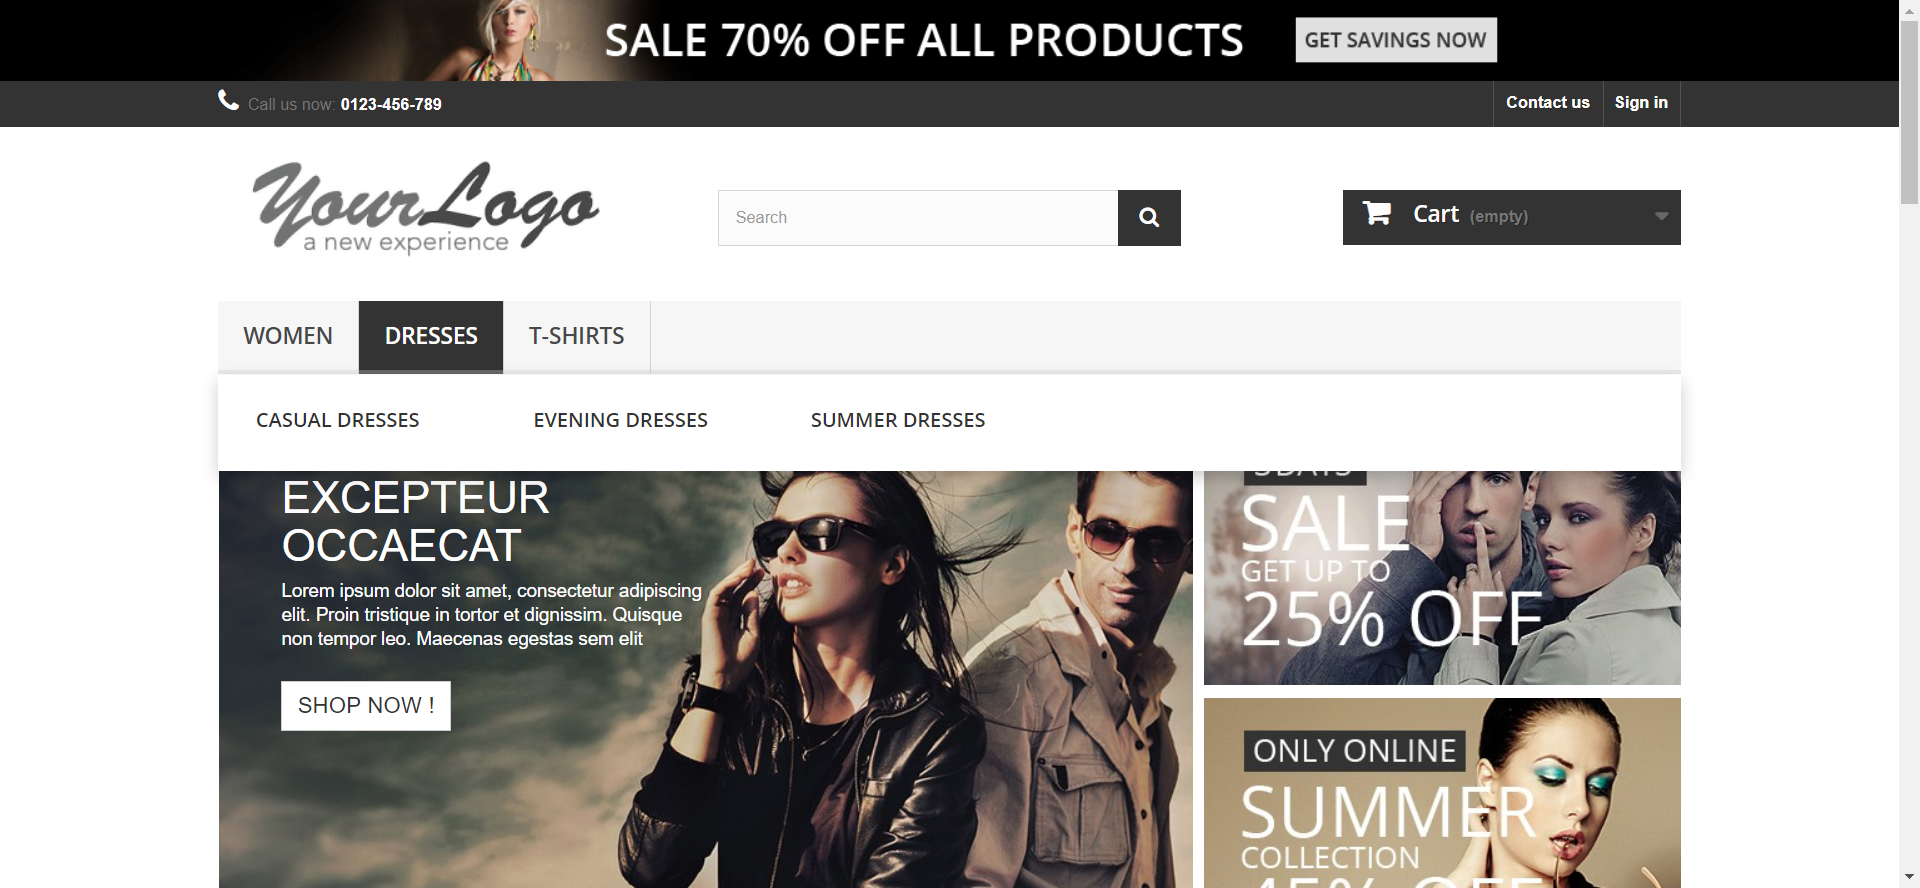 SALE 70% OFF ALL PRODUCTS
GET SAVINGS NOW
Call us now: 0123-456-789
Contact us
Sign in
YourLogo
a new experience
Search
Cart (empty)
WOMEN
DRESSES
T-SHIRTS
CASUAL DRESSES
EVENING DRESSES
SUMMER DRESSES
EXCEPTEUR
OCCAECAT
Lorem ipsum dolor sit amet, consectetur adipiscing
elit. Proin tristique in tortor et dignissim. Quisque
non tempor leo. Maecenas egestas sem elit
SHOP NOW !
SALE
GET UP TO
25% OFF
ONLY ONLINE
SUMMER
COLLECTION
45% OFF